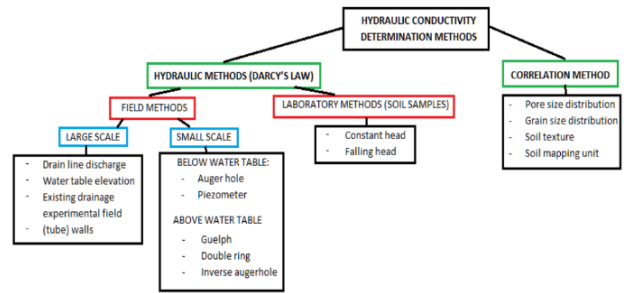 HYDRAULIC CONDUCTIVITY
DETERMINATION METHODS
HYDRAULIC METHODS (DARCY'S LAW)
CORRELATION METHOD
FIELD METHODS
LABORATORY METHODS (SOIL SAMPLES)
LARGE SCALE
SMALL SCALE
- Drain line discharge
- Water table elevation
- Existing drainage
experimental field
- (tube) walls
BELOW WATER TABLE:
- Auger hole
- Piezometer
ABOVE WATER TABLE
- Guelph
- Double ring
- Inverse augerhole
- Constant head
- Falling head
- Pore size distribution
- Grain size distribution
- Soil texture
- Soil mapping unit